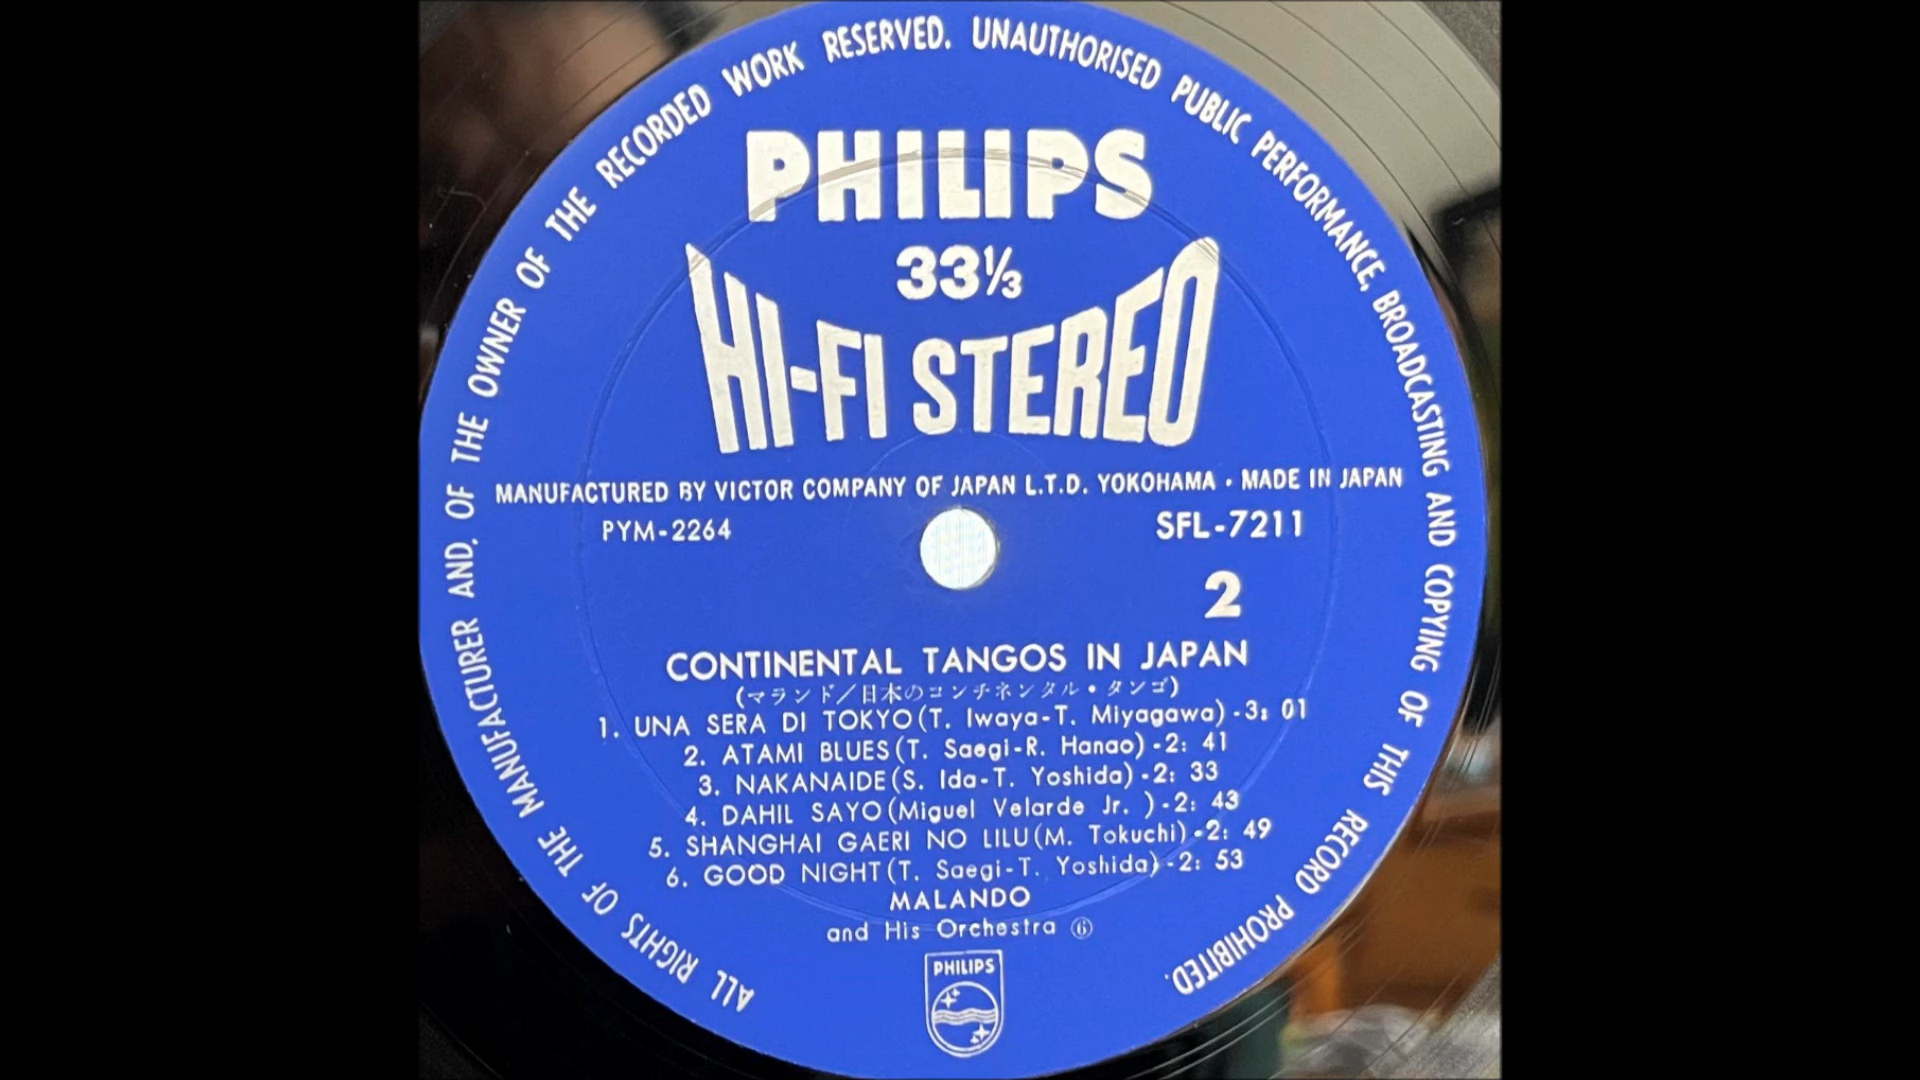 ALL RIGHTS OF THE MANUFACTURER AND, OF THE OWNER OF THE RECORDED WORK RESERVED. UNAUTHORISED PUBLIC PERFORMANCE, BROADCASTING AND COPYING OF THIS RECORD PROHIBITED.
PHILIPS
33⅓
HI-FI STEREO
MANUFACTURED BY VICTOR COMPANY OF JAPAN L.T.D. YOKOHAMA • MADE IN JAPAN
PYM-2264 SFL-7211
2
CONTINENTAL TANGOS IN JAPAN
(マランド／日本のコンチネンタル・タンゴ)
1. UNA SERA DI TOKYO (T. Iwaya-T. Miyagawa) -3: 01
2. ATAMI BLUES (T. Saegi-R. Hanao) -2: 41
3. NAKANAIDE (S. Ida-T. Yoshida) -2: 33
4. DAHIL SAYO (Miguel Velarde Jr. ) -2: 43
5. SHANGHAI GAERI NO LILU (M. Tokuchi) -2: 49
6. GOOD NIGHT (T. Saegi-T. Yoshida) -2: 53
MALANDO
and His Orchestra ⑥
PHILIPS